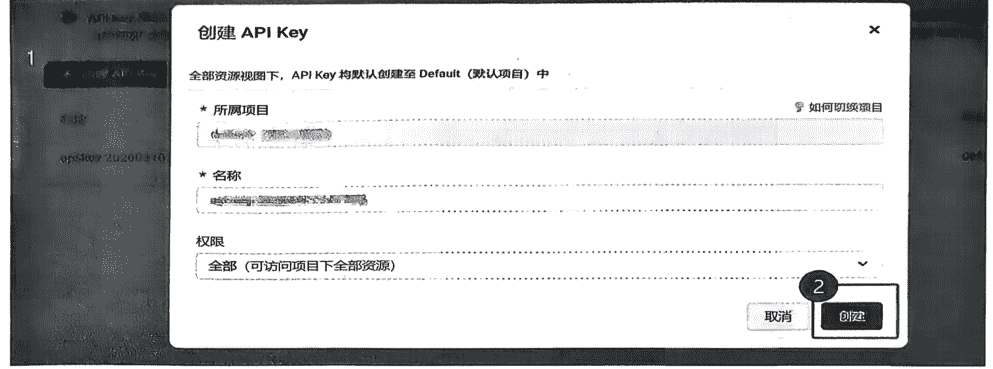 1
创建 API Key
全部资源视图下，API Key 均默认创建至 Default（默认项目）中
* 所属项目
如何切换项目
* 名称
权限
全部（可访问项目下全部资源）
2
取消
创建